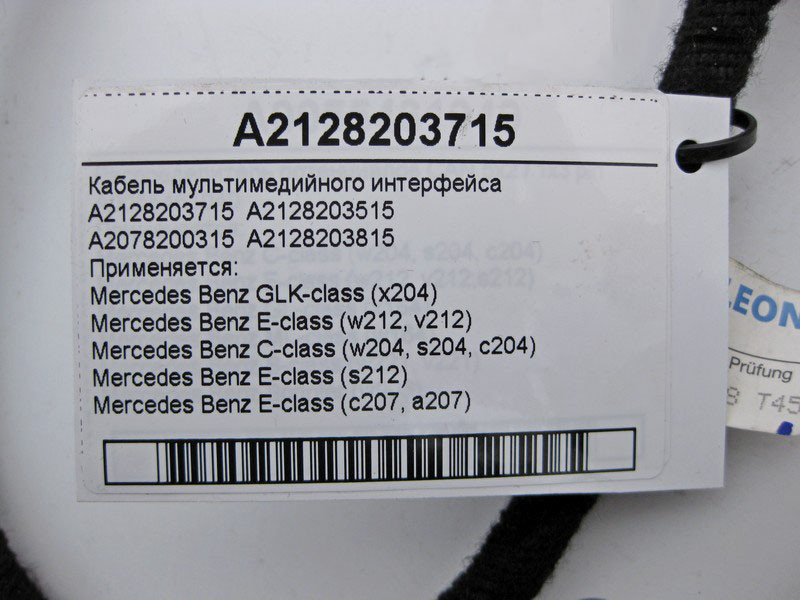 A2128203715
Кабель мультимедийного интерфейса
A2128203715 A2128203515
A2078200315 A2128203815
Применяется:
Mercedes Benz GLK-class (x204)
Mercedes Benz E-class (w212, v212)
Mercedes Benz C-class (w204, s204, c204)
Mercedes Benz E-class (s212)
Mercedes Benz E-class (c207, a207)
LEON
Prüfung
T45